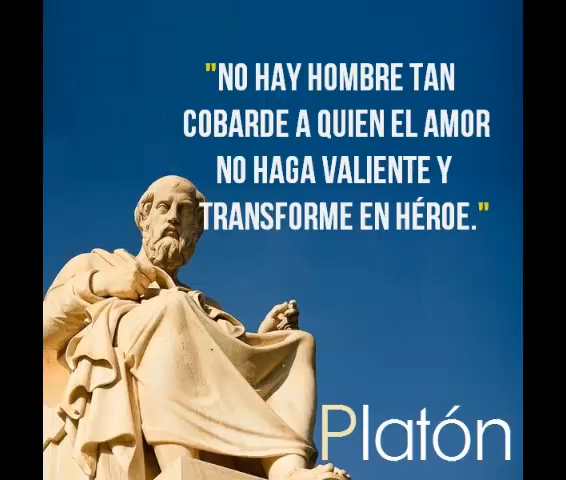 "NO HAY HOMBRE TAN
COBARDE A QUIEN EL AMOR
NO HAGA VALIENTE Y
TRANSFORME EN HÉROE."
Platón